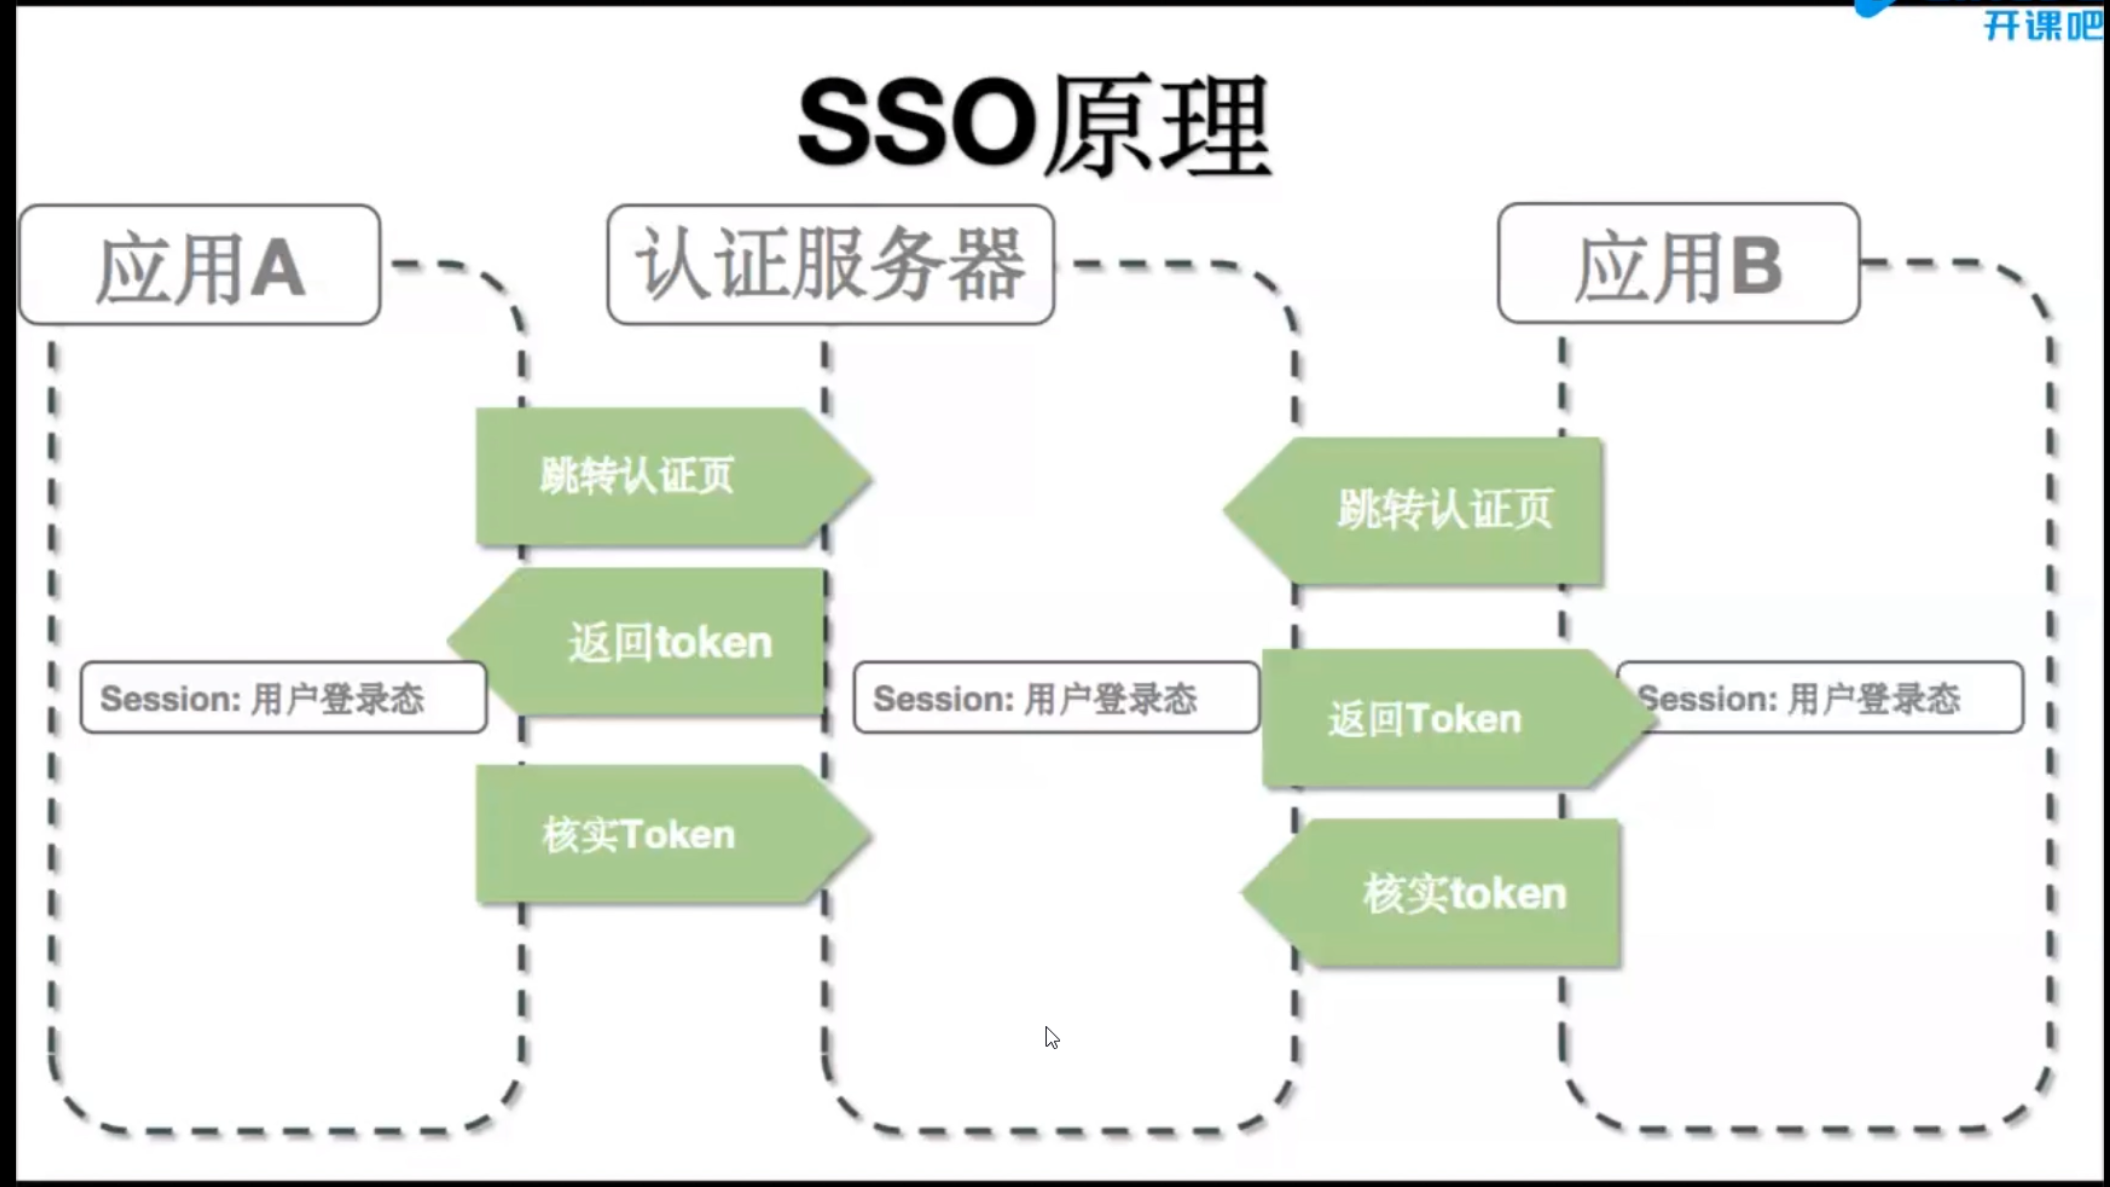 开课吧
SSO原理
应用A
认证服务器
应用B
跳转认证页
跳转认证页
返回token
Session: 用户登录态
Session: 用户登录态
返回Token
Session: 用户登录态
核实Token
核实token